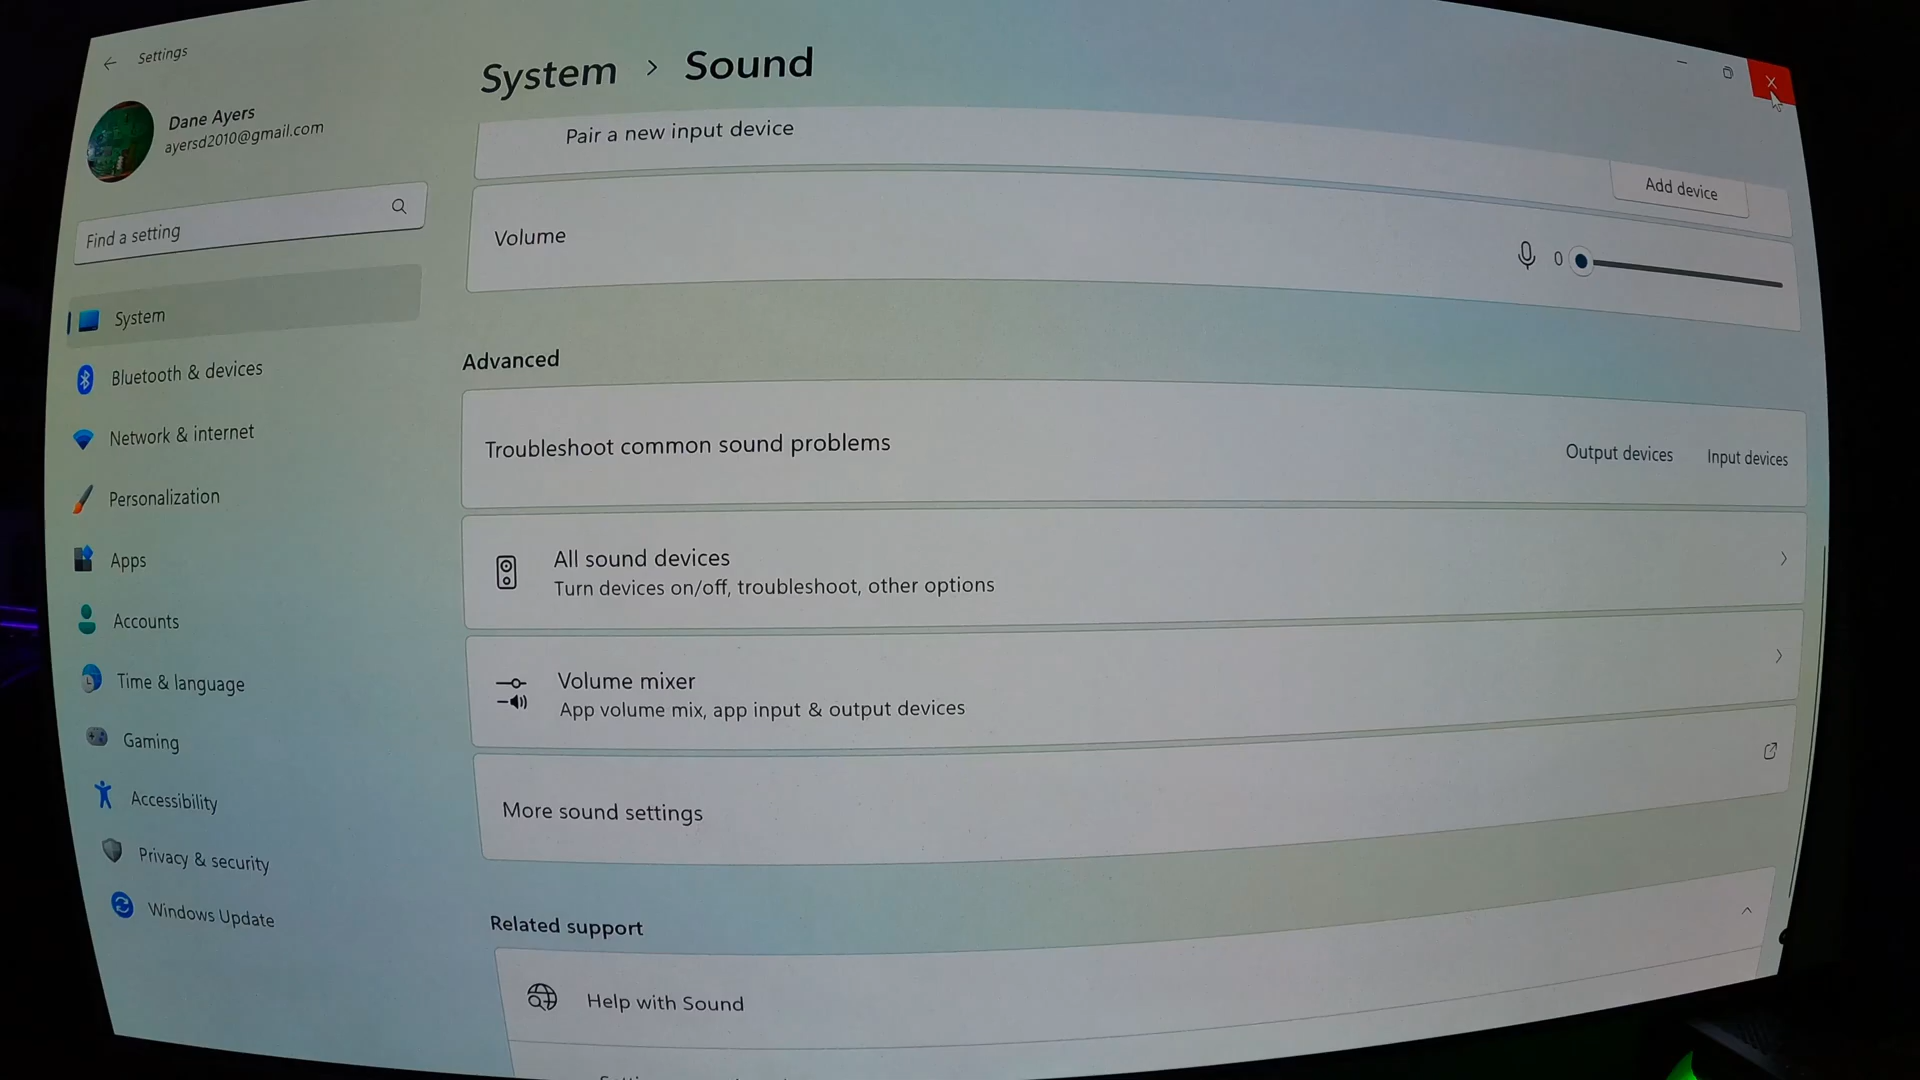 Settings
Dane Ayers
ayersd2010@gmail.com
Find a setting
System
Bluetooth & devices
Network & internet
Personalization
Apps
Accounts
Time & language
Gaming
Accessibility
Privacy & security
Windows Update
System > Sound
Pair a new input device
Add device
Volume
0
Advanced
Troubleshoot common sound problems
Output devices
Input devices
All sound devices
Turn devices on/off, troubleshoot, other options
Volume mixer
App volume mix, app input & output devices
More sound settings
Related support
Help with Sound